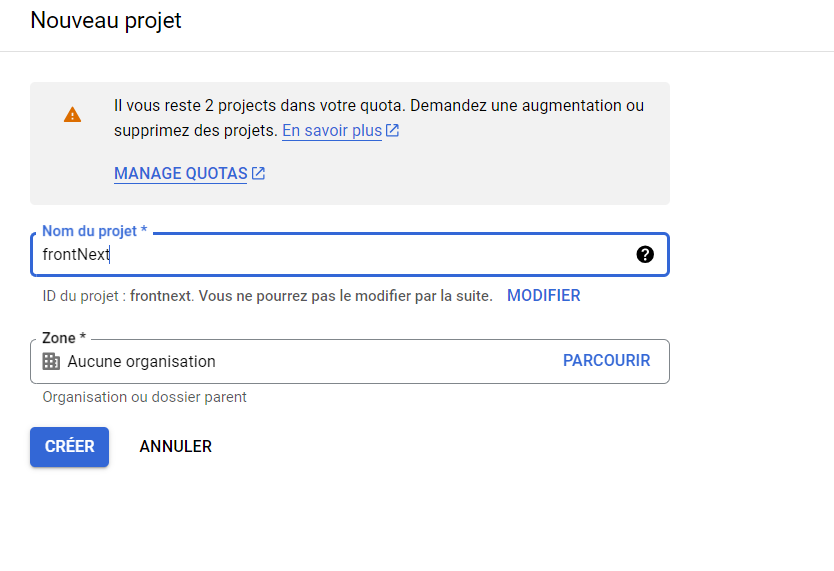 Nouveau projet
Il vous reste 2 projects dans votre quota. Demandez une augmentation ou
supprimez des projets. En savoir plus
MANAGE QUOTAS
Nom du projet *
frontNext
ID du projet : frontnext. Vous ne pourrez pas le modifier par la suite. MODIFIER
Zone *
Aucune organisation PARCOURIR
Organisation ou dossier parent
CRÉER ANNULER